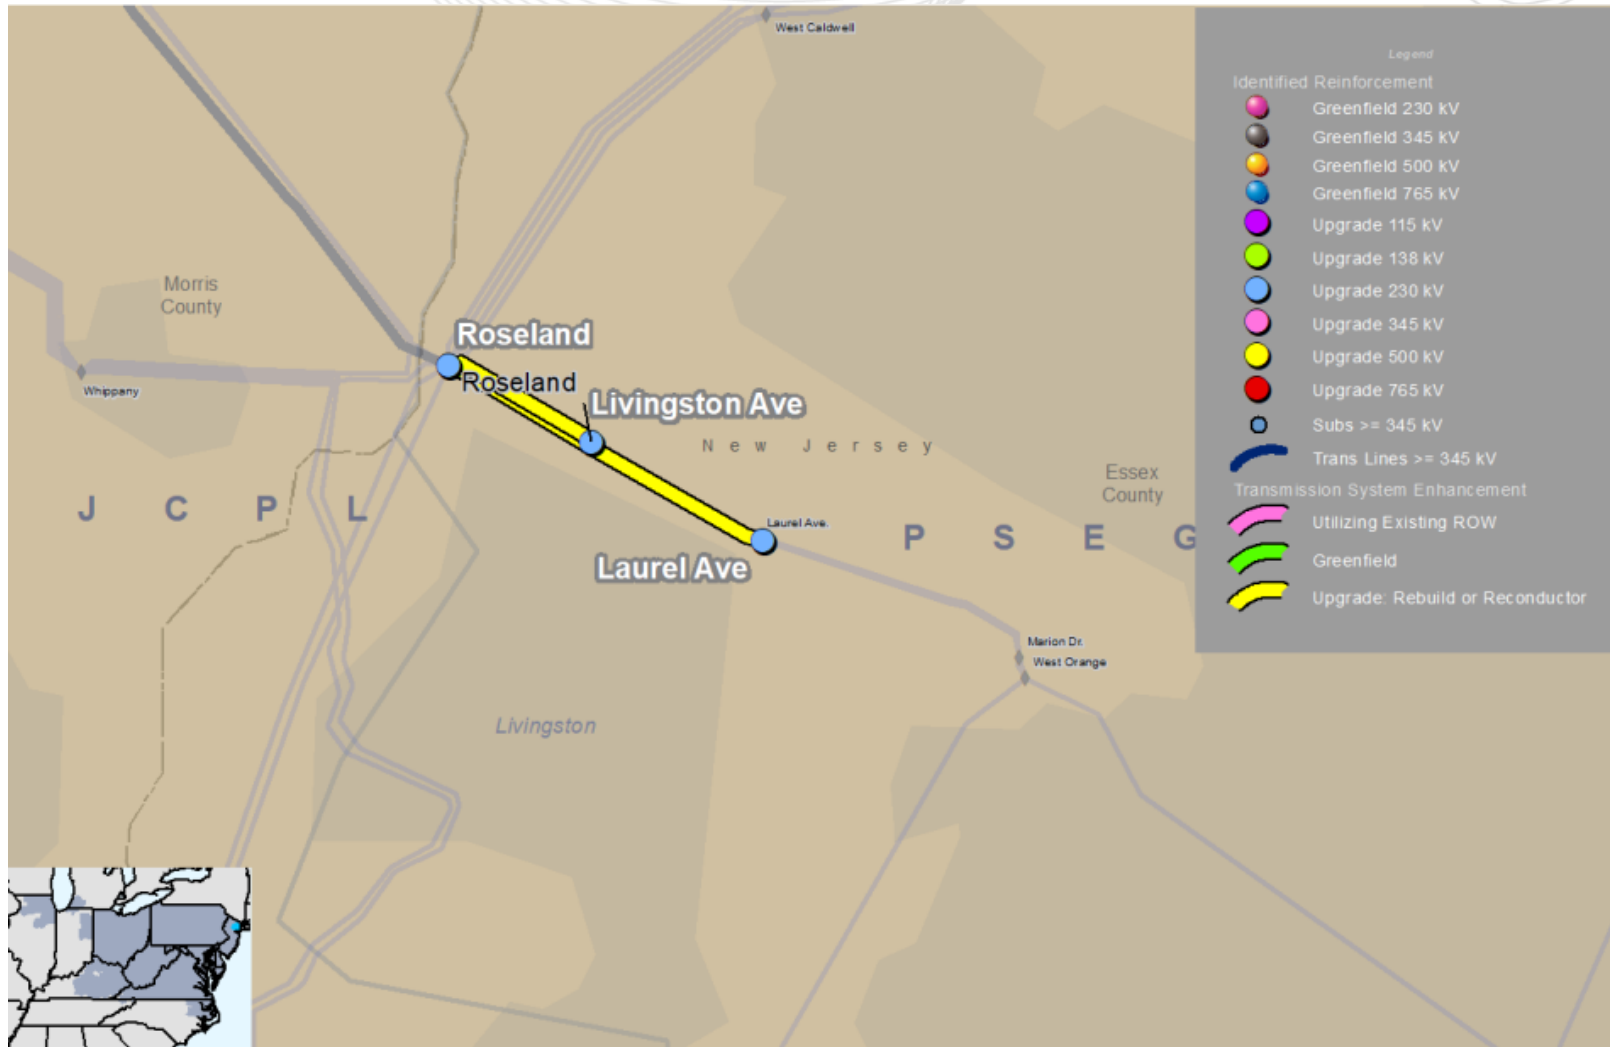 West Caldwell
Morris
County
Roseland
Roseland
Whippany
Livingston Ave
New Jersey
Essex
County
JCPL
Laurel Ave.
PSEG
Laurel Ave
Marion Dr.
West Orange
Livingston
Legend
Identified Reinforcement
Greenfield 230 kV
Greenfield 345 kV
Greenfield 500 kV
Greenfield 765 kV
Upgrade 115 kV
Upgrade 138 kV
Upgrade 230 kV
Upgrade 345 kV
Upgrade 500 kV
Upgrade 765 kV
Subs >= 345 kV
Trans Lines >= 345 kV
Transmission System Enhancement
Utilizing Existing ROW
Greenfield
Upgrade: Rebuild or Reconductor